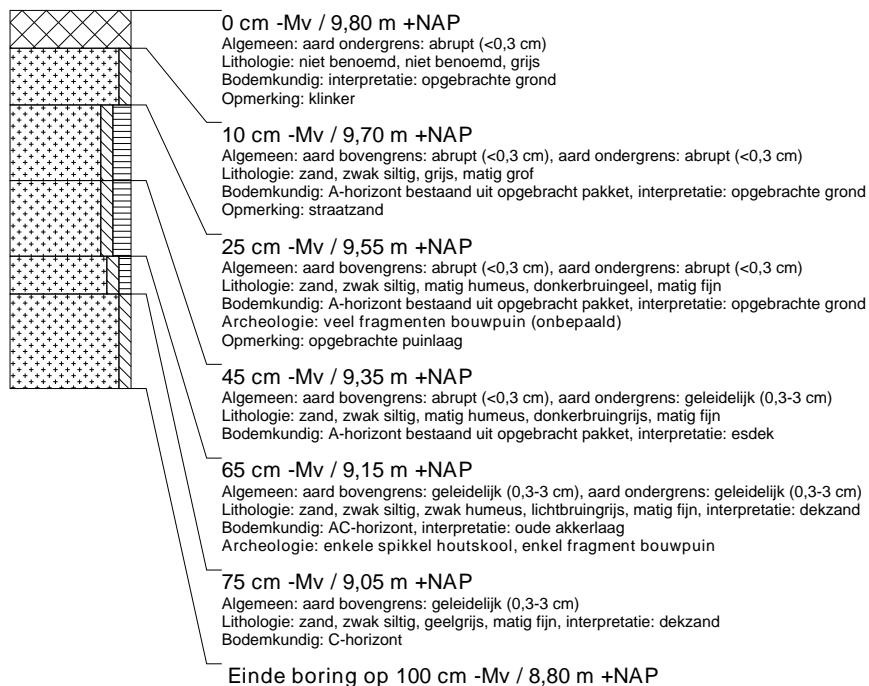 0 cm -Mv / 9,80 m +NAP
Algemeen: aard ondergrens: abrupt (<0,3 cm)
Lithologie: niet benoemd, niet benoemd, grijs
Bodemkundig: interpretatie: opgebrachte grond
Opmerking: klinker
10 cm -Mv / 9,70 m +NAP
Algemeen: aard bovengrens: abrupt (<0,3 cm), aard ondergrens: abrupt (<0,3 cm)
Lithologie: zand, zwak siltig, grijs, matig grof
Bodemkundig: A-horizont bestaand uit opgebracht pakket, interpretatie: opgebrachte grond
Opmerking: straatzand
25 cm -Mv / 9,55 m +NAP
Algemeen: aard bovengrens: abrupt (<0,3 cm), aard ondergrens: abrupt (<0,3 cm)
Lithologie: zand, zwak siltig, matig humeus, donkerbruingeel, matig fijn
Bodemkundig: A-horizont bestaand uit opgebracht pakket, interpretatie: opgebrachte grond
Archeologie: veel fragmenten bouwpuin (onbepaald)
Opmerking: opgebrachte puinlaag
45 cm -Mv / 9,35 m +NAP
Algemeen: aard bovengrens: abrupt (<0,3 cm), aard ondergrens: geleidelijk (0,3-3 cm)
Lithologie: zand, zwak siltig, matig humeus, donkerbruingrijs, matig fijn
Bodemkundig: A-horizont bestaand uit opgebracht pakket, interpretatie: esdek
65 cm -Mv / 9,15 m +NAP
Algemeen: aard bovengrens: geleidelijk (0,3-3 cm), aard ondergrens: geleidelijk (0,3-3 cm)
Lithologie: zand, zwak siltig, zwak humeus, lichtbruingrijs, matig fijn, interpretatie: dekzand
Bodemkundig: AC-horizont, interpretatie: oude akkerlaag
Archeologie: enkele spikkel houtskool, enkel fragment bouwpuin
75 cm -Mv / 9,05 m +NAP
Algemeen: aard bovengrens: geleidelijk (0,3-3 cm)
Lithologie: zand, zwak siltig, geelgrijs, matig fijn, interpretatie: dekzand
Bodemkundig: C-horizont
Einde boring op 100 cm -Mv / 8,80 m +NAP